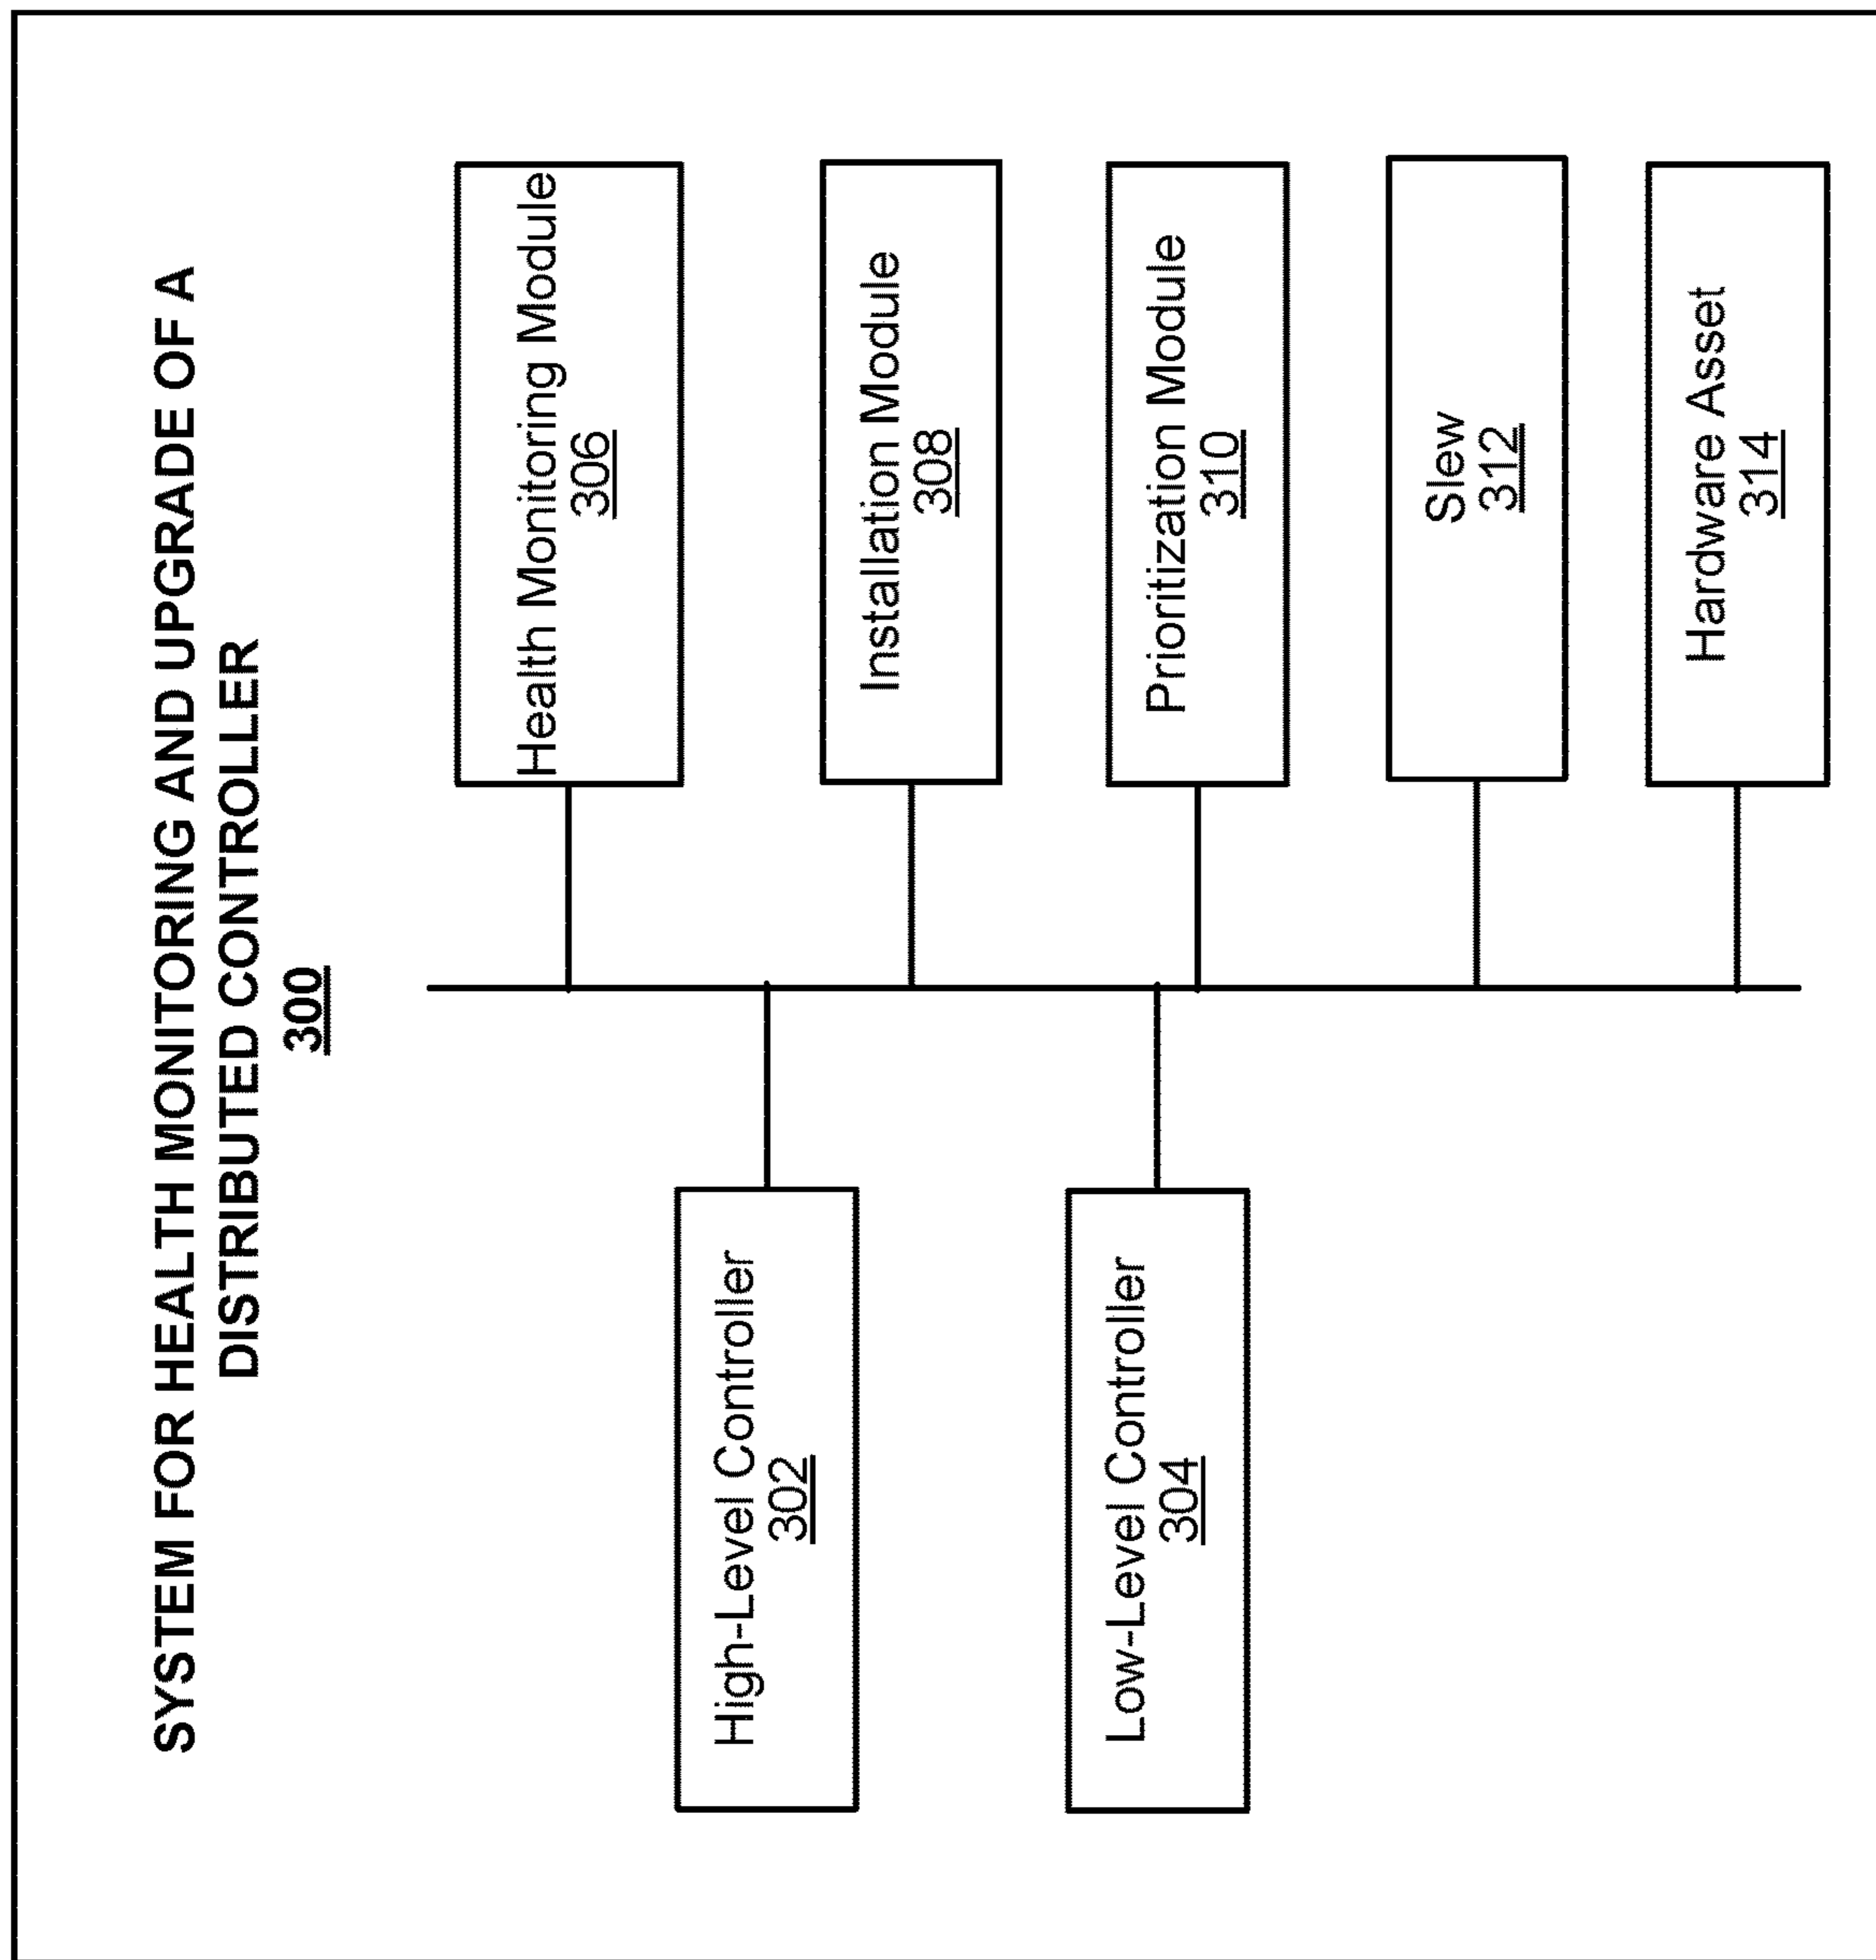 SYSTEM FOR HEALTH MONITORING AND UPGRADE OF A
DISTRIBUTED CONTROLLER
300
High-Level Controller
302
Low-Level Controller
304
Health Monitoring Module
306
Installation Module
308
Prioritization Module
310
Slew
312
Hardware Asset
314